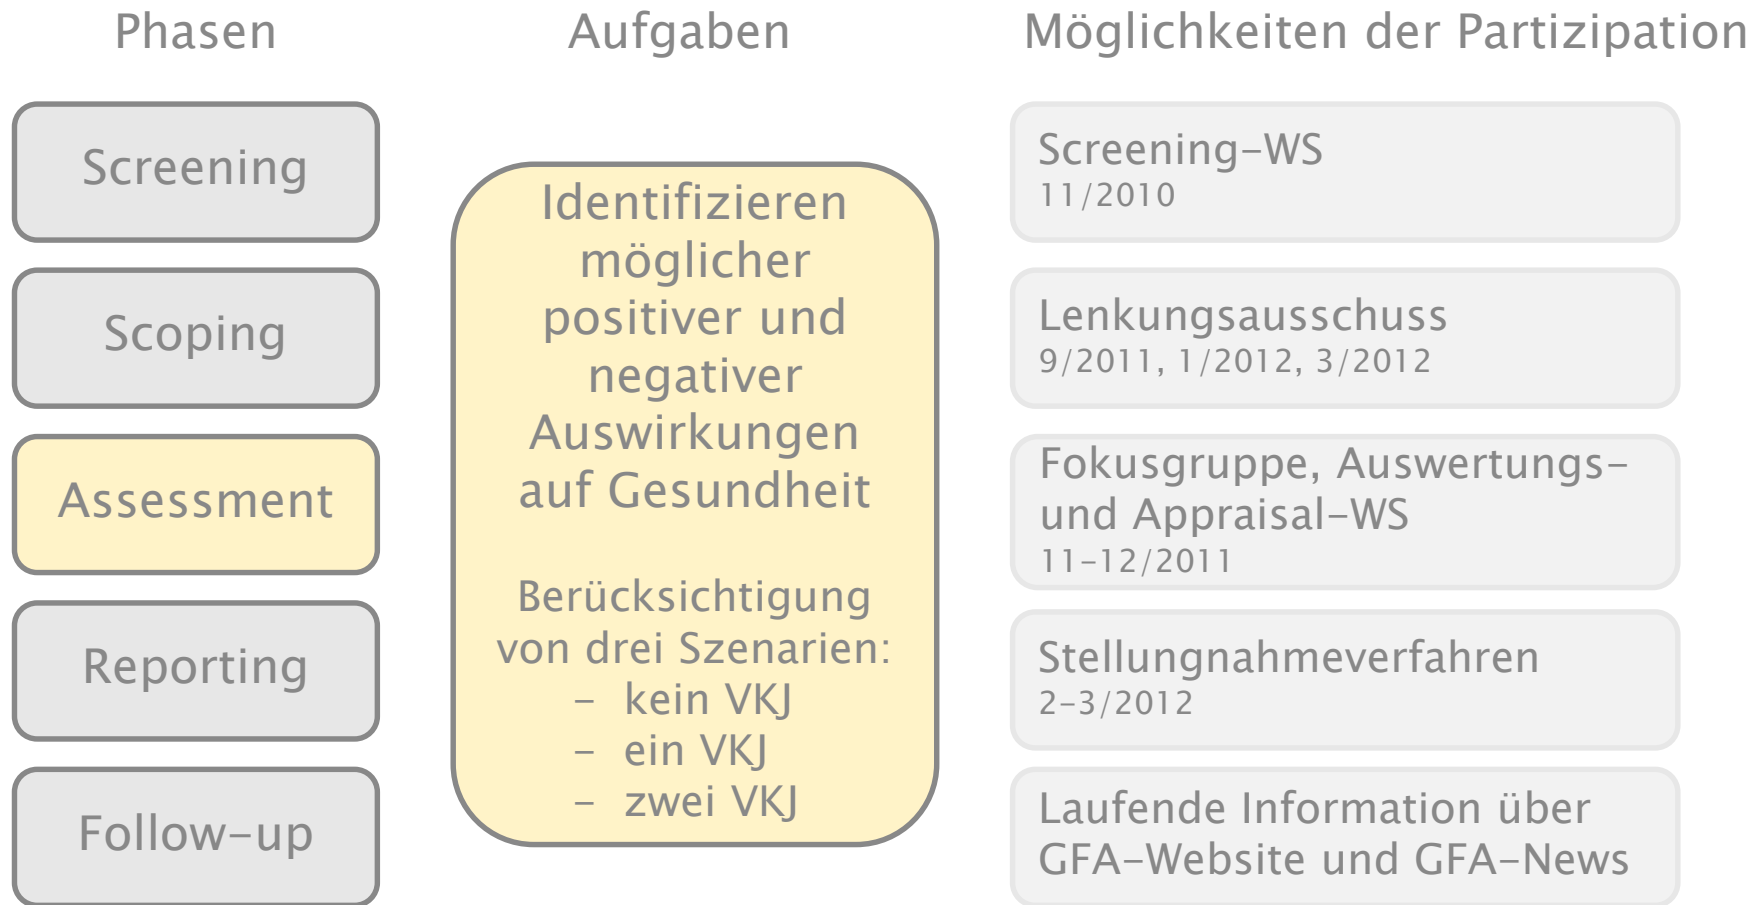 Phasen
Aufgaben
Möglichkeiten der Partizipation
Screening
Scoping
Assessment
Reporting
Follow-up
Identifizieren
möglicher
positiver und
negativer
Auswirkungen
auf Gesundheit
Berücksichtigung
von drei Szenarien:
- kein VKJ
- ein VKJ
- zwei VKJ
Screening-WS
11/2010
Lenkungsausschuss
9/2011, 1/2012, 3/2012
Fokusgruppe, Auswertungs-
und Appraisal-WS
11-12/2011
Stellungnahmeverfahren
2-3/2012
Laufende Information über
GFA-Website und GFA-News